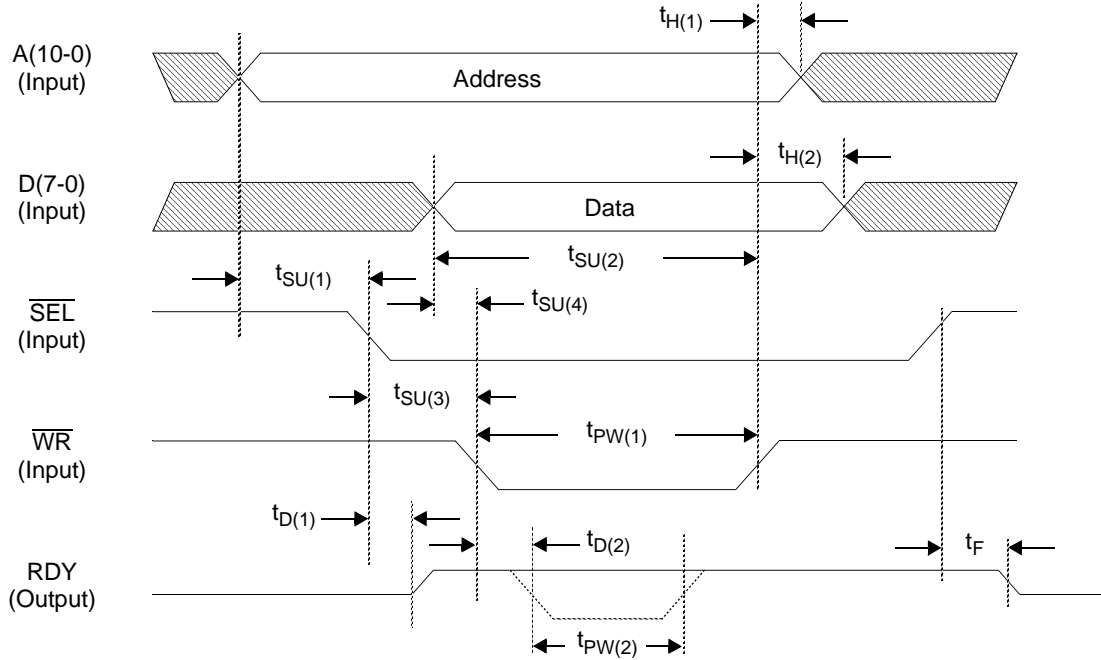 tH(1)
A(10-0)
(Input)
Address
tH(2)
D(7-0)
(Input)
Data
tSU(2)
tSU(1)
tSU(4)
SEL
(Input)
tSU(3)
tPW(1)
WR
(Input)
tD(1)
tD(2)
tF
RDY
(Output)
tPW(2)